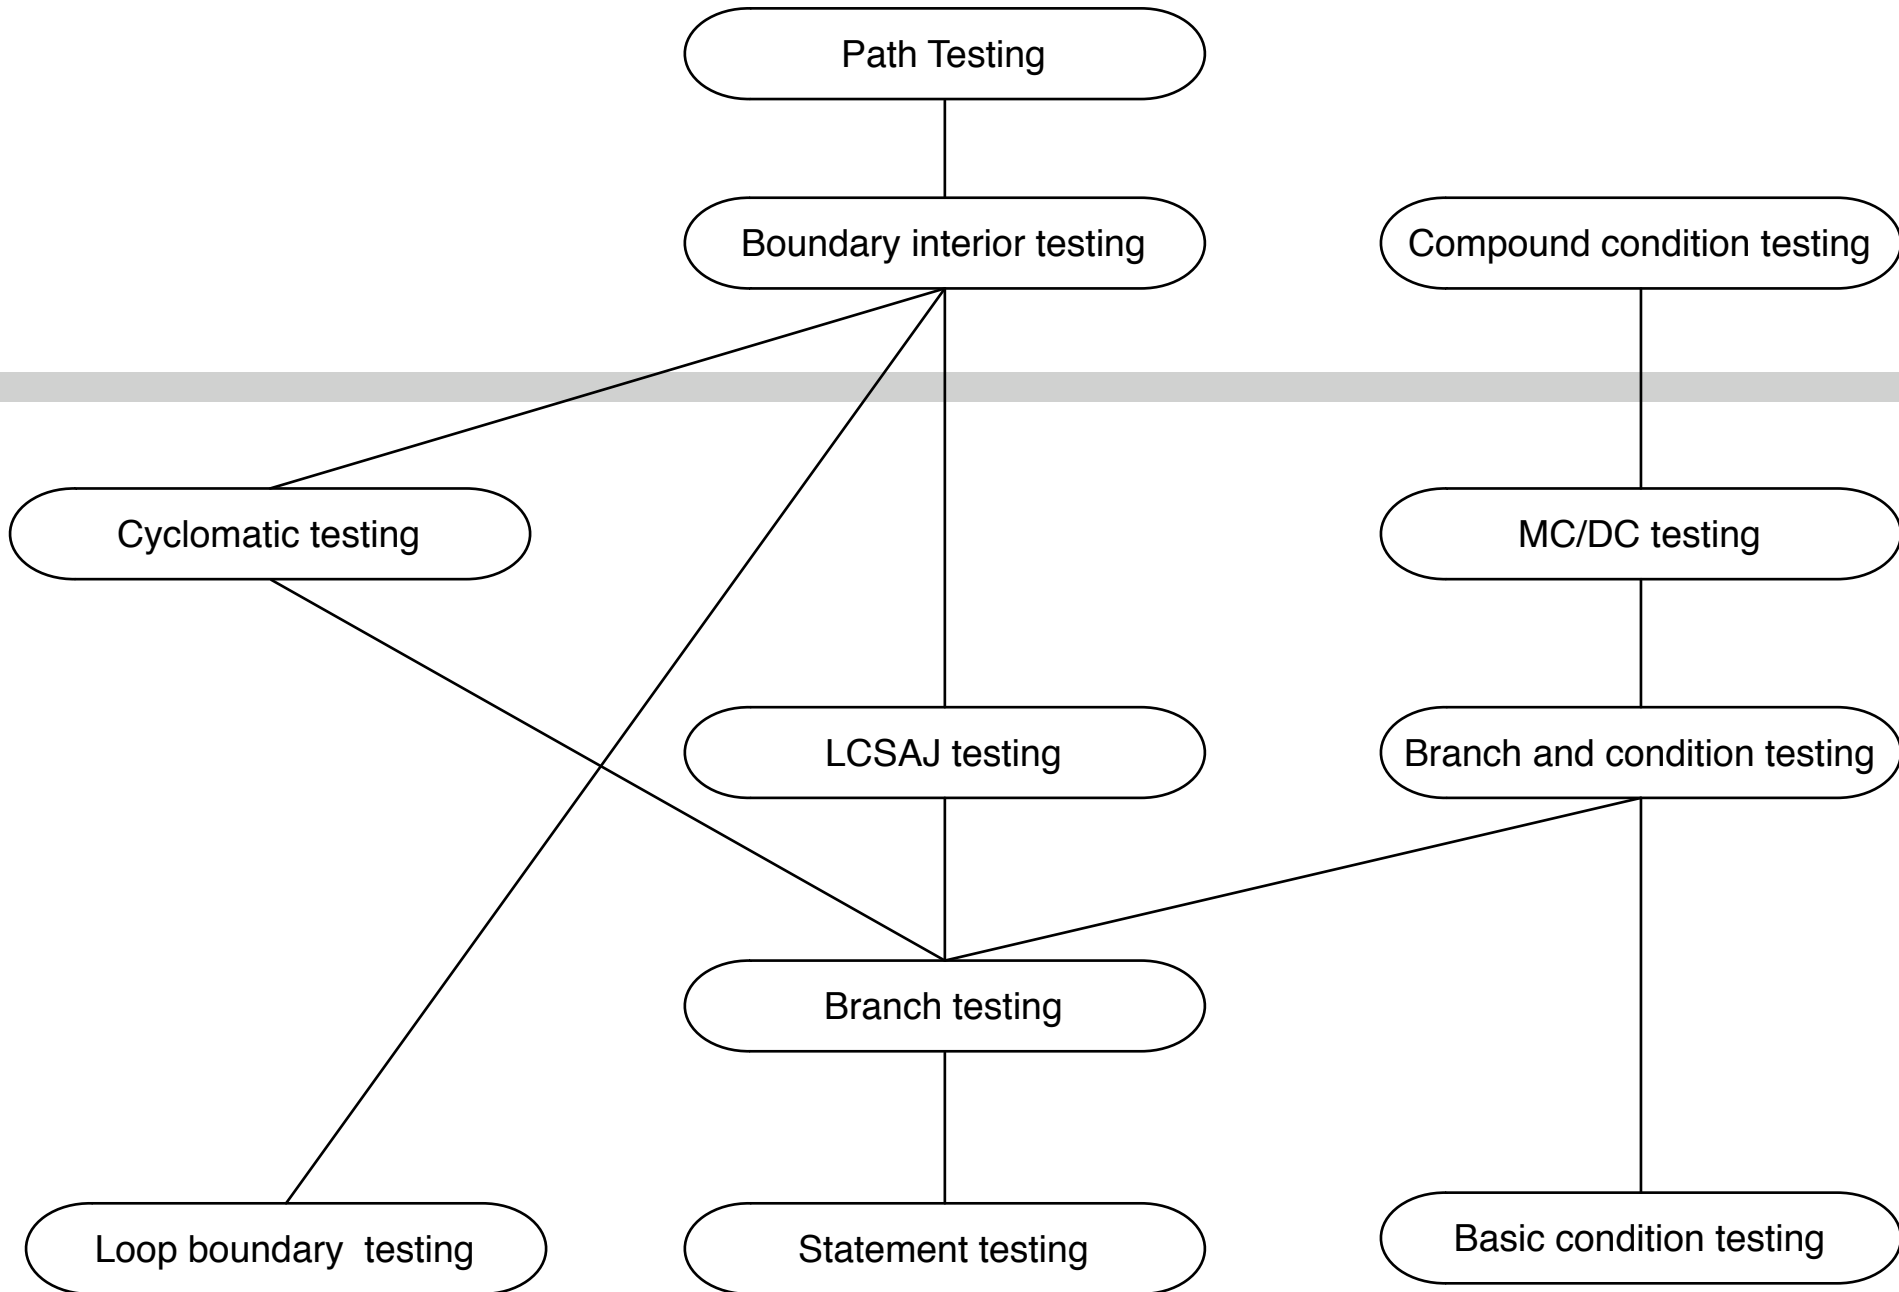 Path Testing
Boundary interior testing
Compound condition testing
Cyclomatic testing
MC/DC testing
LCSAJ testing
Branch and condition testing
Branch testing
Loop boundary  testing
Statement testing
Basic condition testing